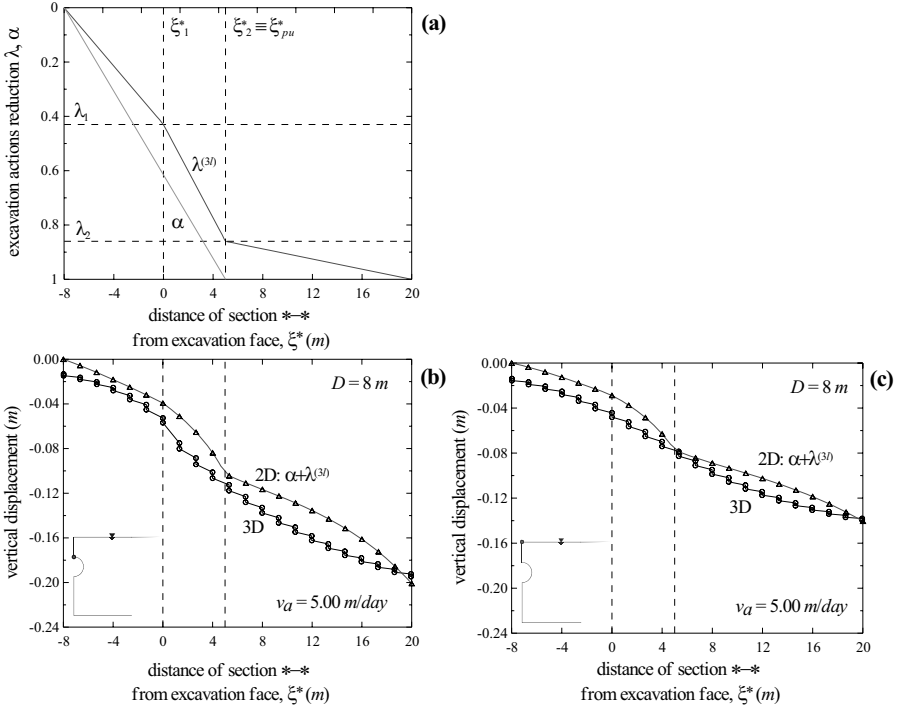 (a)
excavation actions reduction λ, α
0
0.2
0.4
0.6
0.8
1
ξ*1
ξ*2 ≡ ξ*pu
λ1
λ2
λ(3l)
α
-8 -4 0 4 8 12 16 20
distance of section *–*
from excavation face, ξ* (m)
(b)
vertical displacement (m)
0.00
-0.04
-0.08
-0.12
-0.16
-0.20
-0.24
D = 8 m
2D: α+λ(3l)
3D
va = 5.00 m/day
-8 -4 0 4 8 12 16 20
distance of section *–*
from excavation face, ξ* (m)
(c)
vertical displacement (m)
0.00
-0.04
-0.08
-0.12
-0.16
-0.20
-0.24
D = 8 m
2D: α+λ(3l)
3D
va = 5.00 m/day
-8 -4 0 4 8 12 16 20
distance of section *–*
from excavation face, ξ* (m)